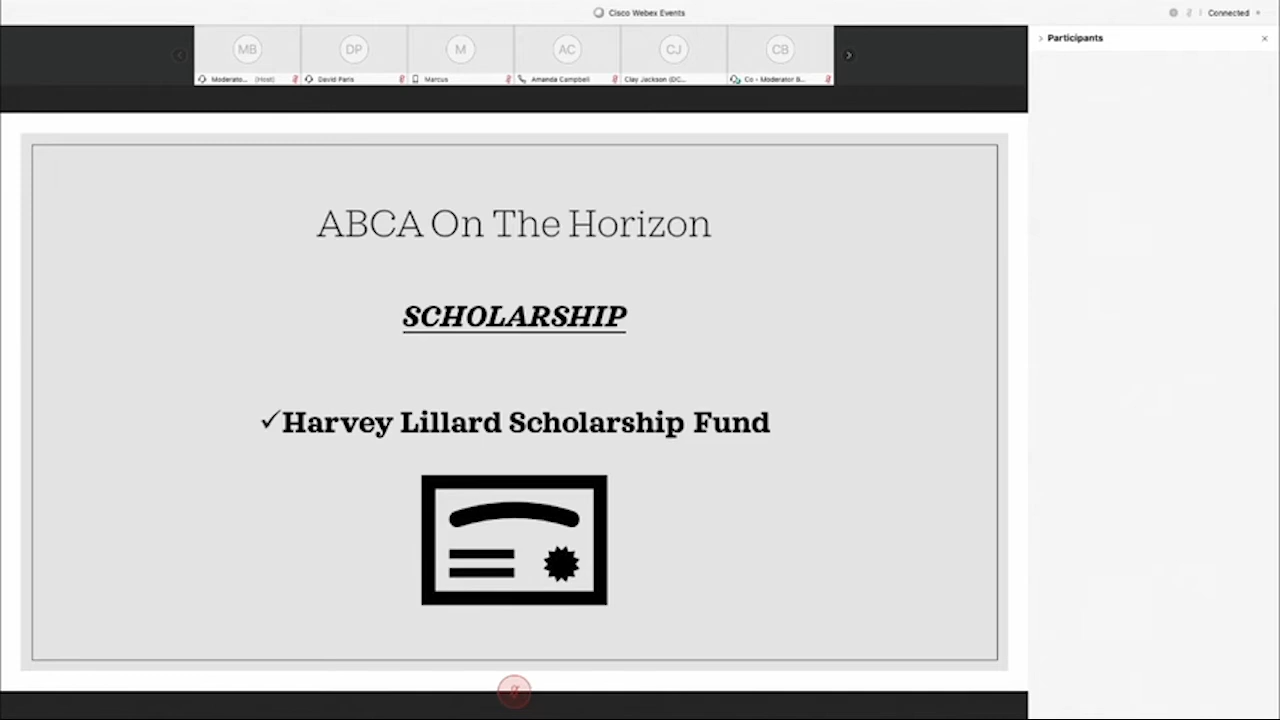 Cisco Webex Events
Connected
MB
DP
M
AC
CJ
CB
Moderato... (Host)
David Paris
Marcus
Amanda Campbell
Clay Jackson (DC...
Co - Moderator B...
Participants
ABCA On The Horizon
SCHOLARSHIP
✓Harvey Lillard Scholarship Fund